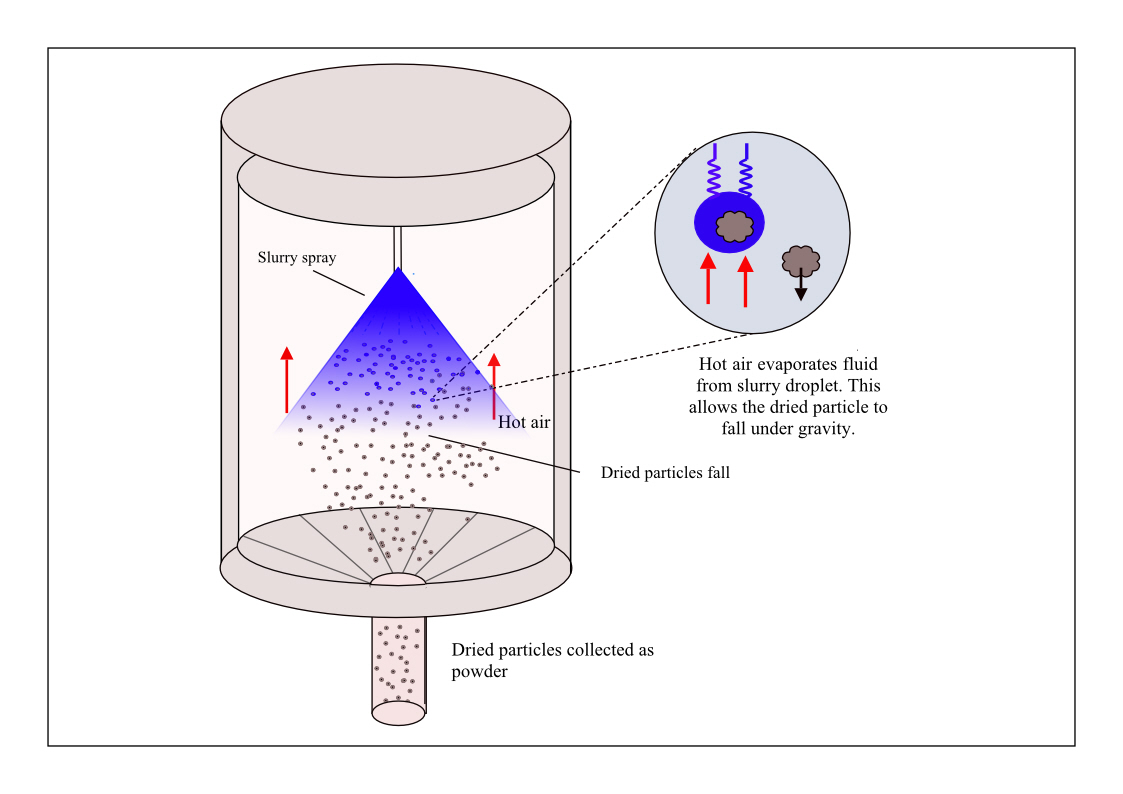 Slurry spray
Hot air
Hot air evaporates fluid
from slurry droplet. This
allows the dried particle to
fall under gravity.
Dried particles fall
Dried particles collected as
powder